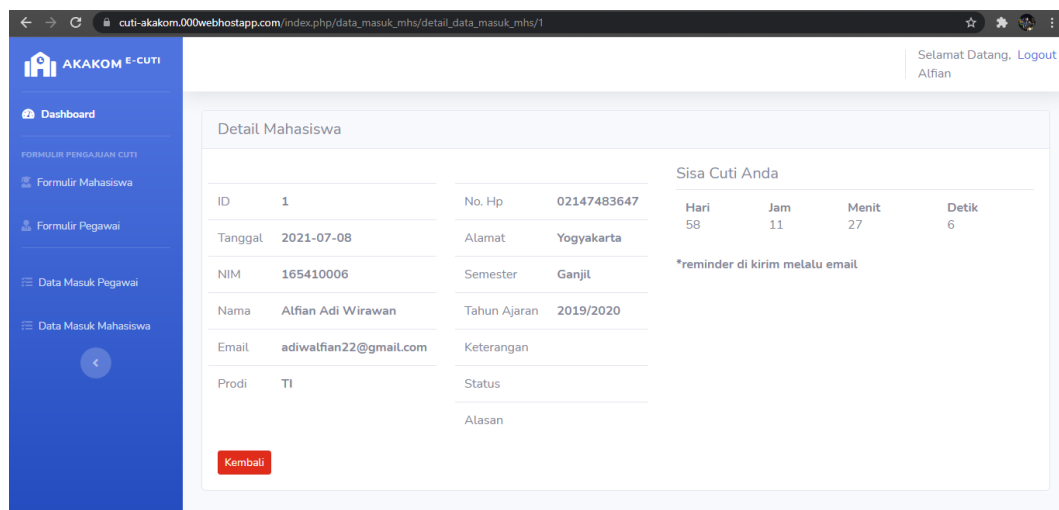 cuti-akakom.000webhostapp.com/index.php/data_masuk_mhs/detail_data_masuk_mhs/1
AKAKOM E-CUTI
Selamat Datang, Logout
Alfian
Dashboard
FORMULIR PENGAJUAN CUTI
Formulir Mahasiswa
Formulir Pegawai
Data Masuk Pegawai
Data Masuk Mahasiswa
Detail Mahasiswa
ID 1
Tanggal 2021-07-08
NIM 165410006
Nama Alfian Adi Wirawan
Email adiwalfian22@gmail.com
Prodi TI
No. Hp 02147483647
Alamat Yogyakarta
Semester Ganjil
Tahun Ajaran 2019/2020
Keterangan
Status
Alasan
Sisa Cuti Anda
Hari Jam Menit Detik
58 11 27 6
*reminder di kirim melalu email
Kembali